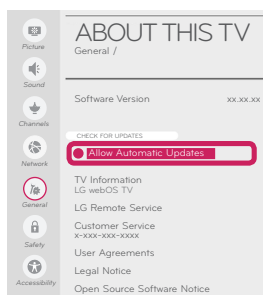 ABOUT THIS TV
General /
Picture
Sound
Channels
Network
General
Safety
Accessibility
Software Version xx.xx.xx
CHECK FOR UPDATES
Allow Automatic Updates
TV Information
LG webOS TV
LG Remote Service
Customer Service
x-xxx-xxx-xxxx
User Agreements
Legal Notice
Open Source Software Notice